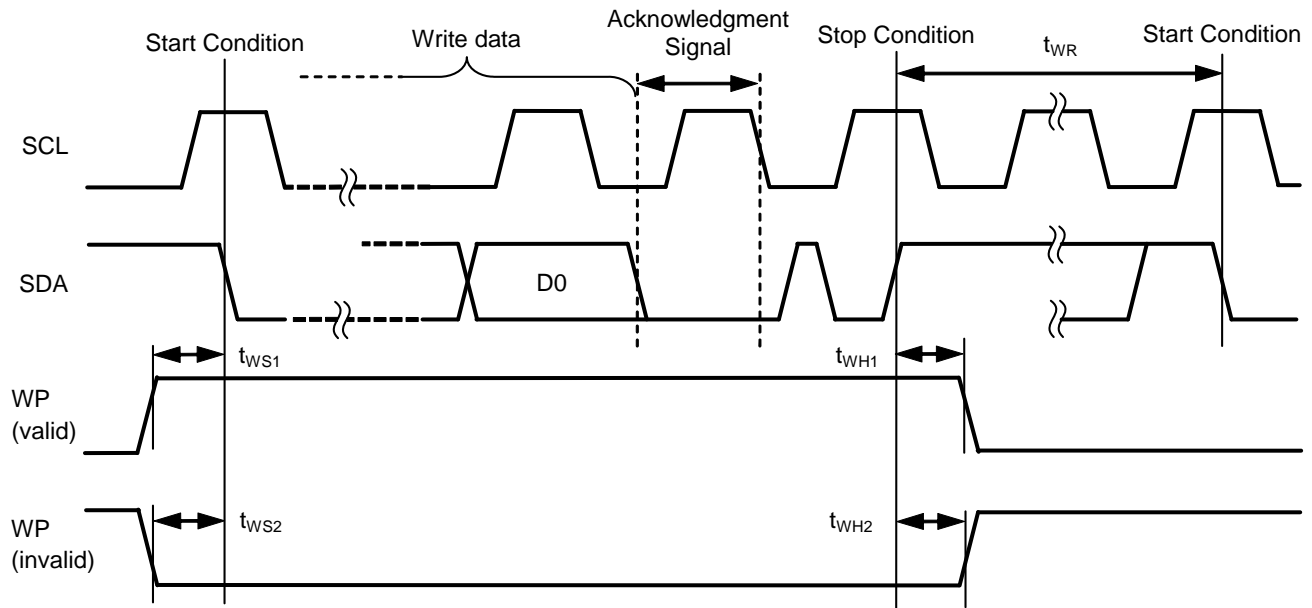 Acknowledgment
Signal
Start Condition
Write data
Stop Condition
tWR
Start Condition
SCL
SDA
D0
tWS1
tWH1
WP
(valid)
tWS2
tWH2
WP
(invalid)